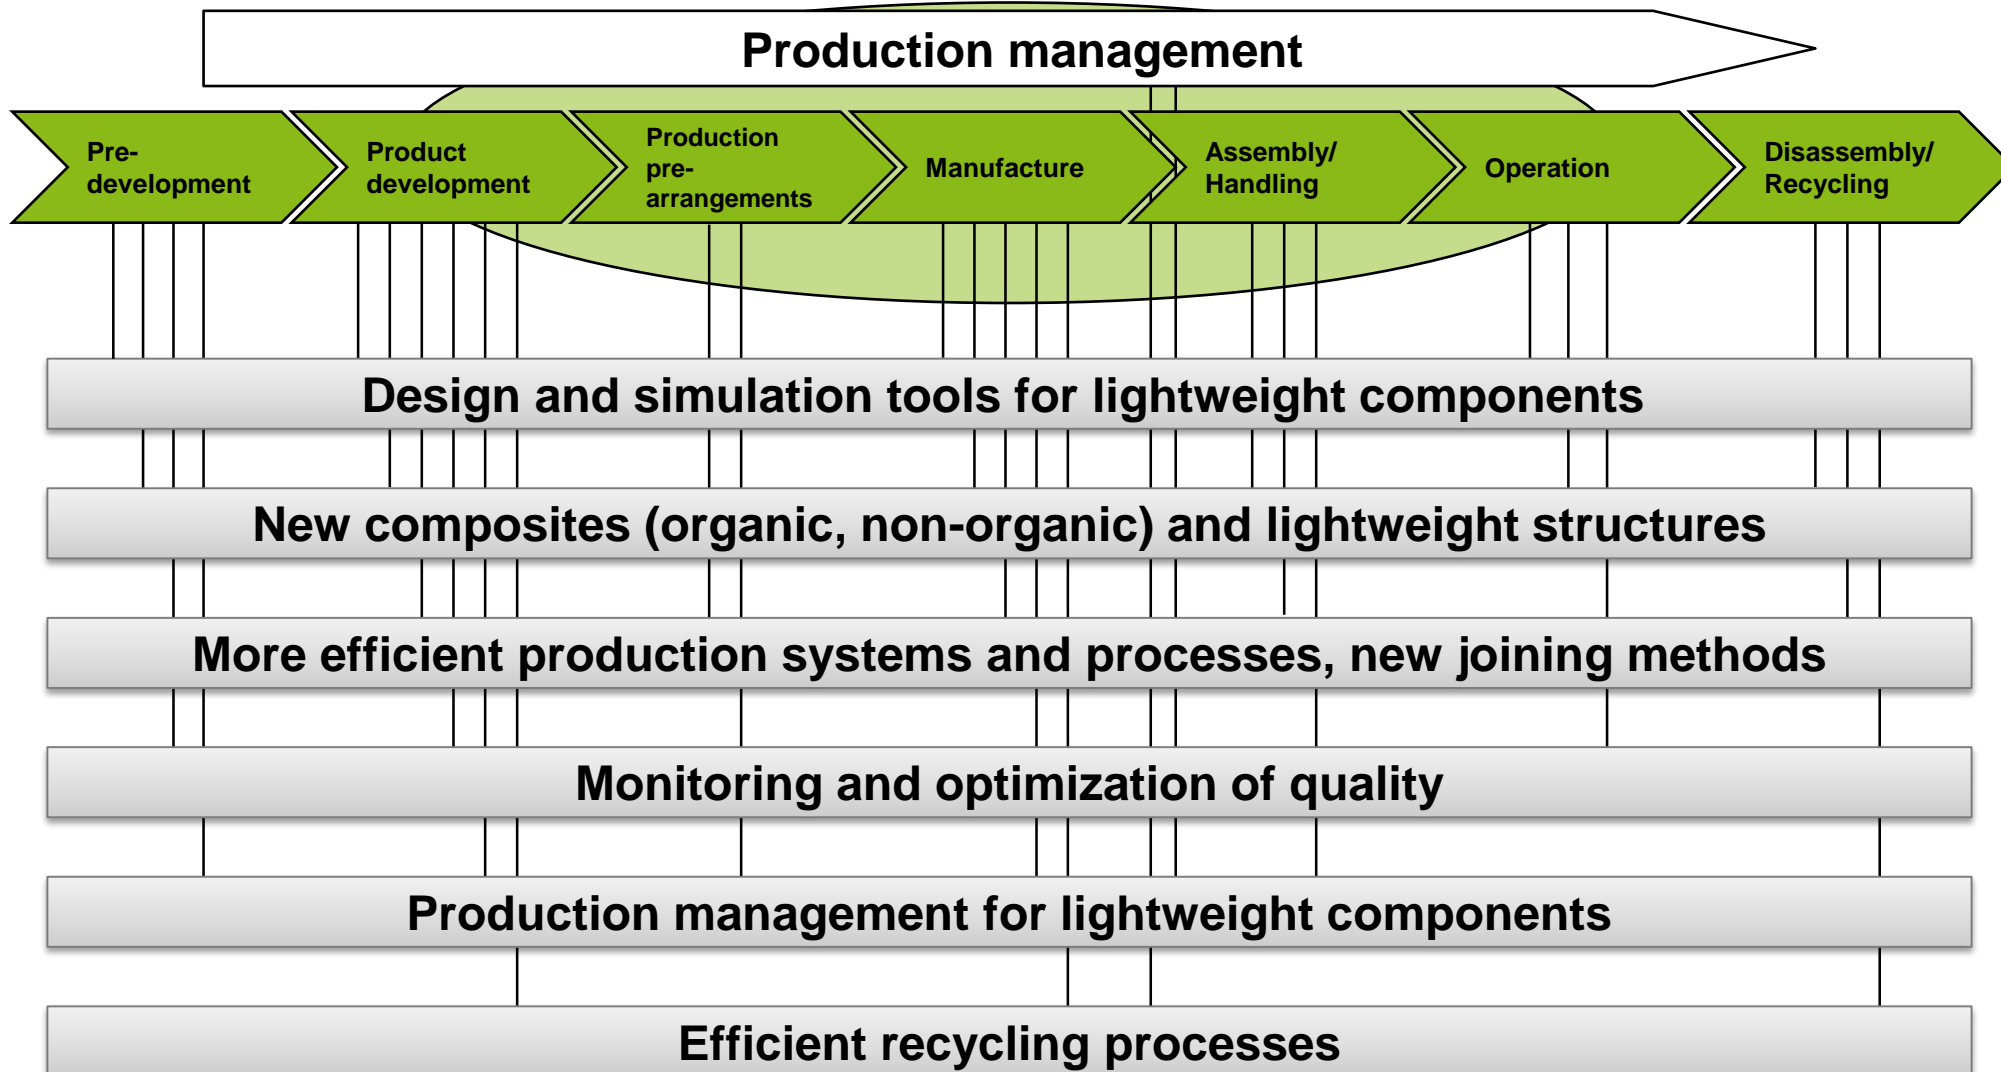 Production management
Pre-
development
Product
development
Production
pre-
arrangements
Manufacture
Assembly/
Handling
Operation
Disassembly/
Recycling
Design and simulation tools for lightweight components
New composites (organic, non-organic) and lightweight structures
More efficient production systems and processes, new joining methods
Monitoring and optimization of quality
Production management for lightweight components
Efficient recycling processes